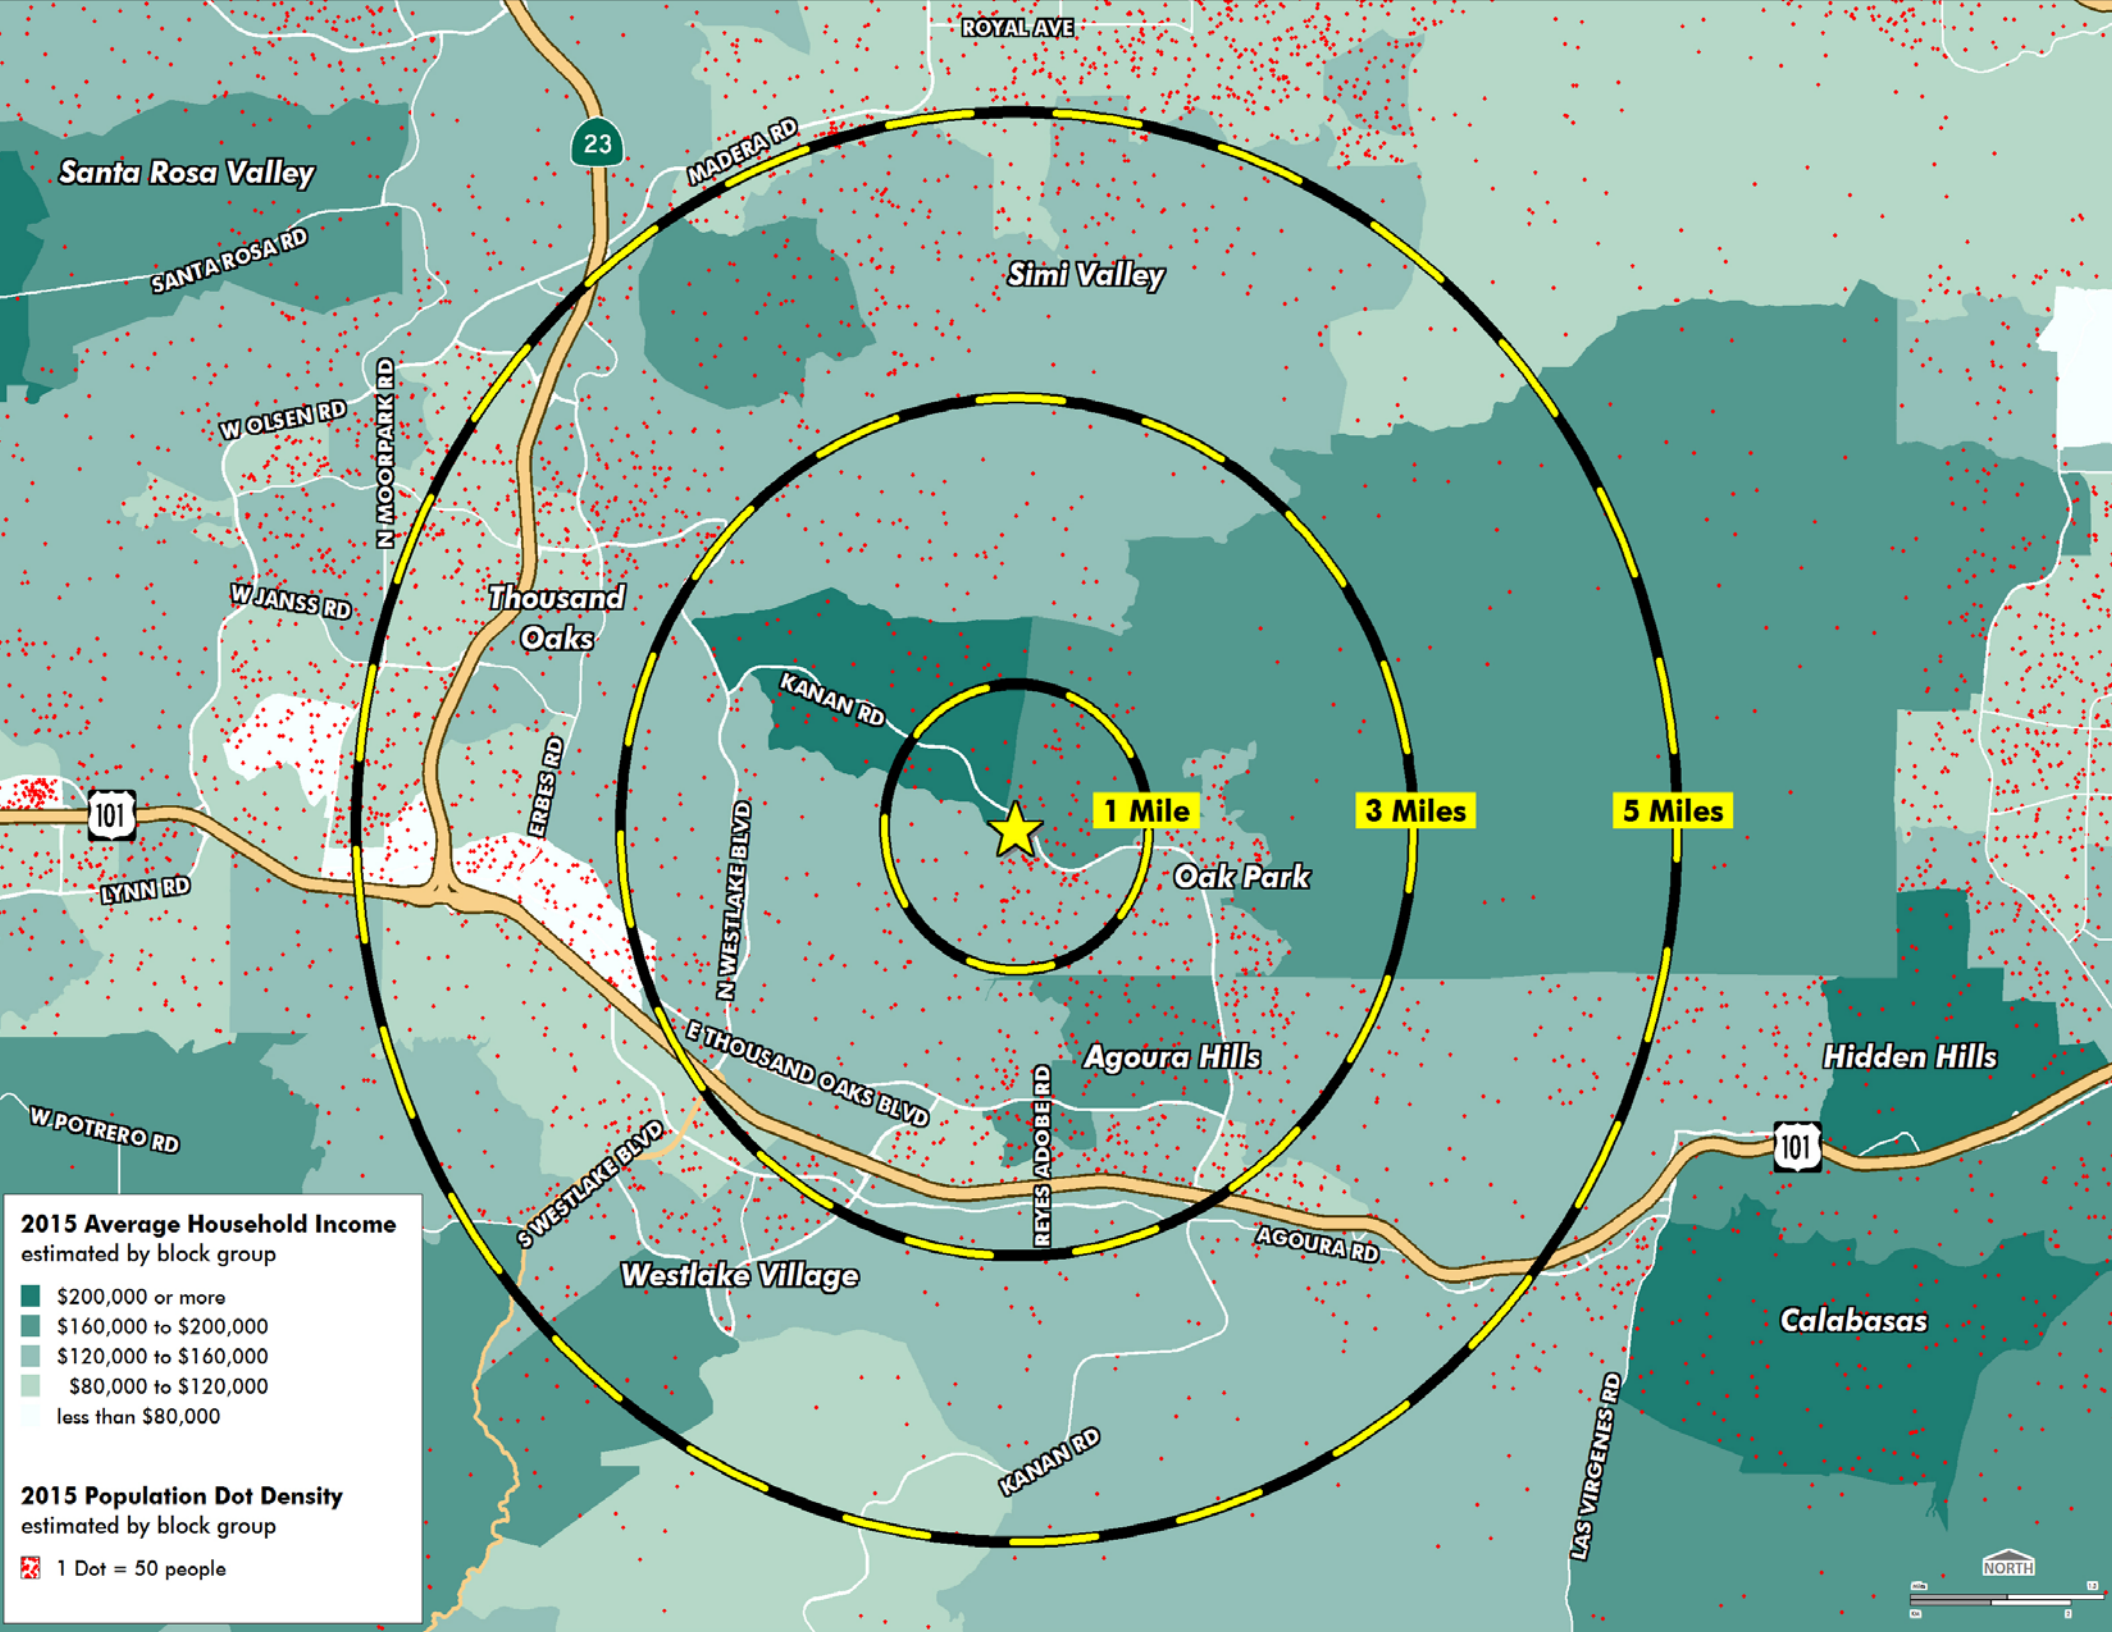 ROYAL AVE
23
MADERA RD
Santa Rosa Valley
SANTA ROSA RD
Simi Valley
N MOORPARK RD
W OLSEN RD
W JANSS RD
Thousand
Oaks
KANAN RD
ERBES RD
101
1 Mile
3 Miles
5 Miles
LYNN RD
N WESTLAKE BLVD
Oak Park
E THOUSAND OAKS BLVD
Agoura Hills
Hidden Hills
REYES ADOBE RD
W POTRERO RD
101
S WESTLAKE BLVD
AGOURA RD
Westlake Village
Calabasas
KANAN RD
LAS VIRGENES RD
2015 Average Household Income
estimated by block group
$200,000 or more
$160,000 to $200,000
$120,000 to $160,000
$80,000 to $120,000
less than $80,000
2015 Population Dot Density
estimated by block group
1 Dot = 50 people
NORTH